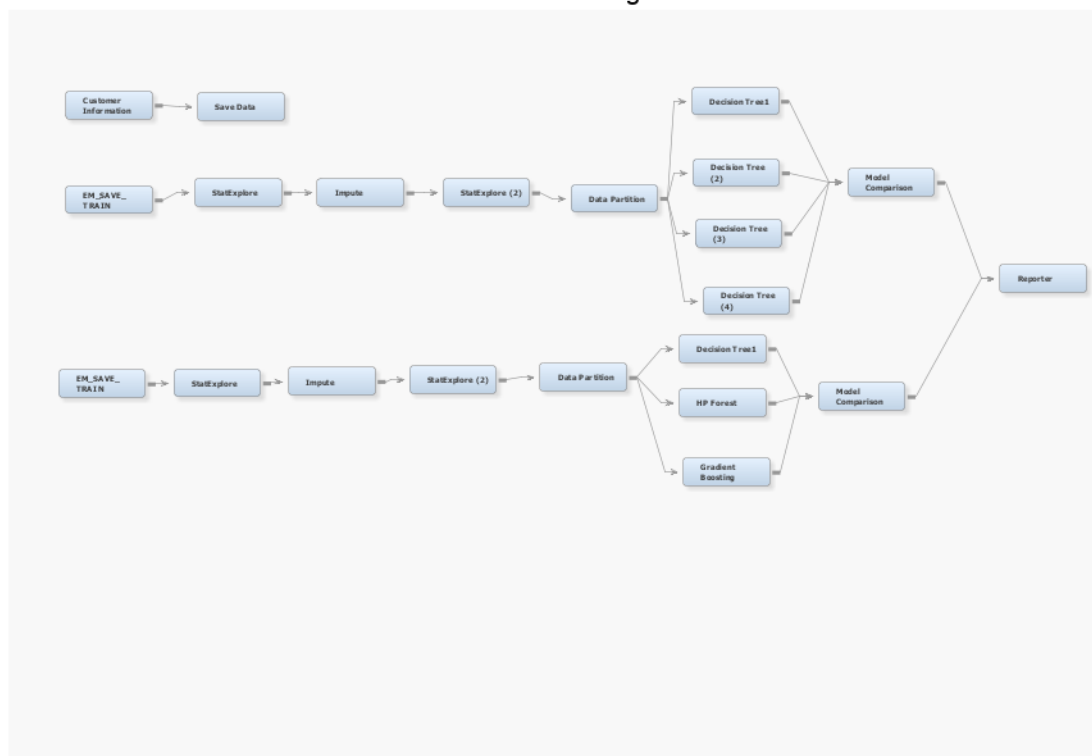 Customer
Information
Save Data
EM_SAVE_
TRAIN
StatExplore
Impute
StatExplore (2)
Data Partition
Decision Tree1
Decision Tree
(2)
Decision Tree
(3)
Decision Tree
(4)
Model
Comparison
Reporter
EM_SAVE_
TRAIN
StatExplore
Impute
StatExplore (2)
Data Partition
Decision Tree1
HP Forest
Gradient
Boosting
Model
Comparison